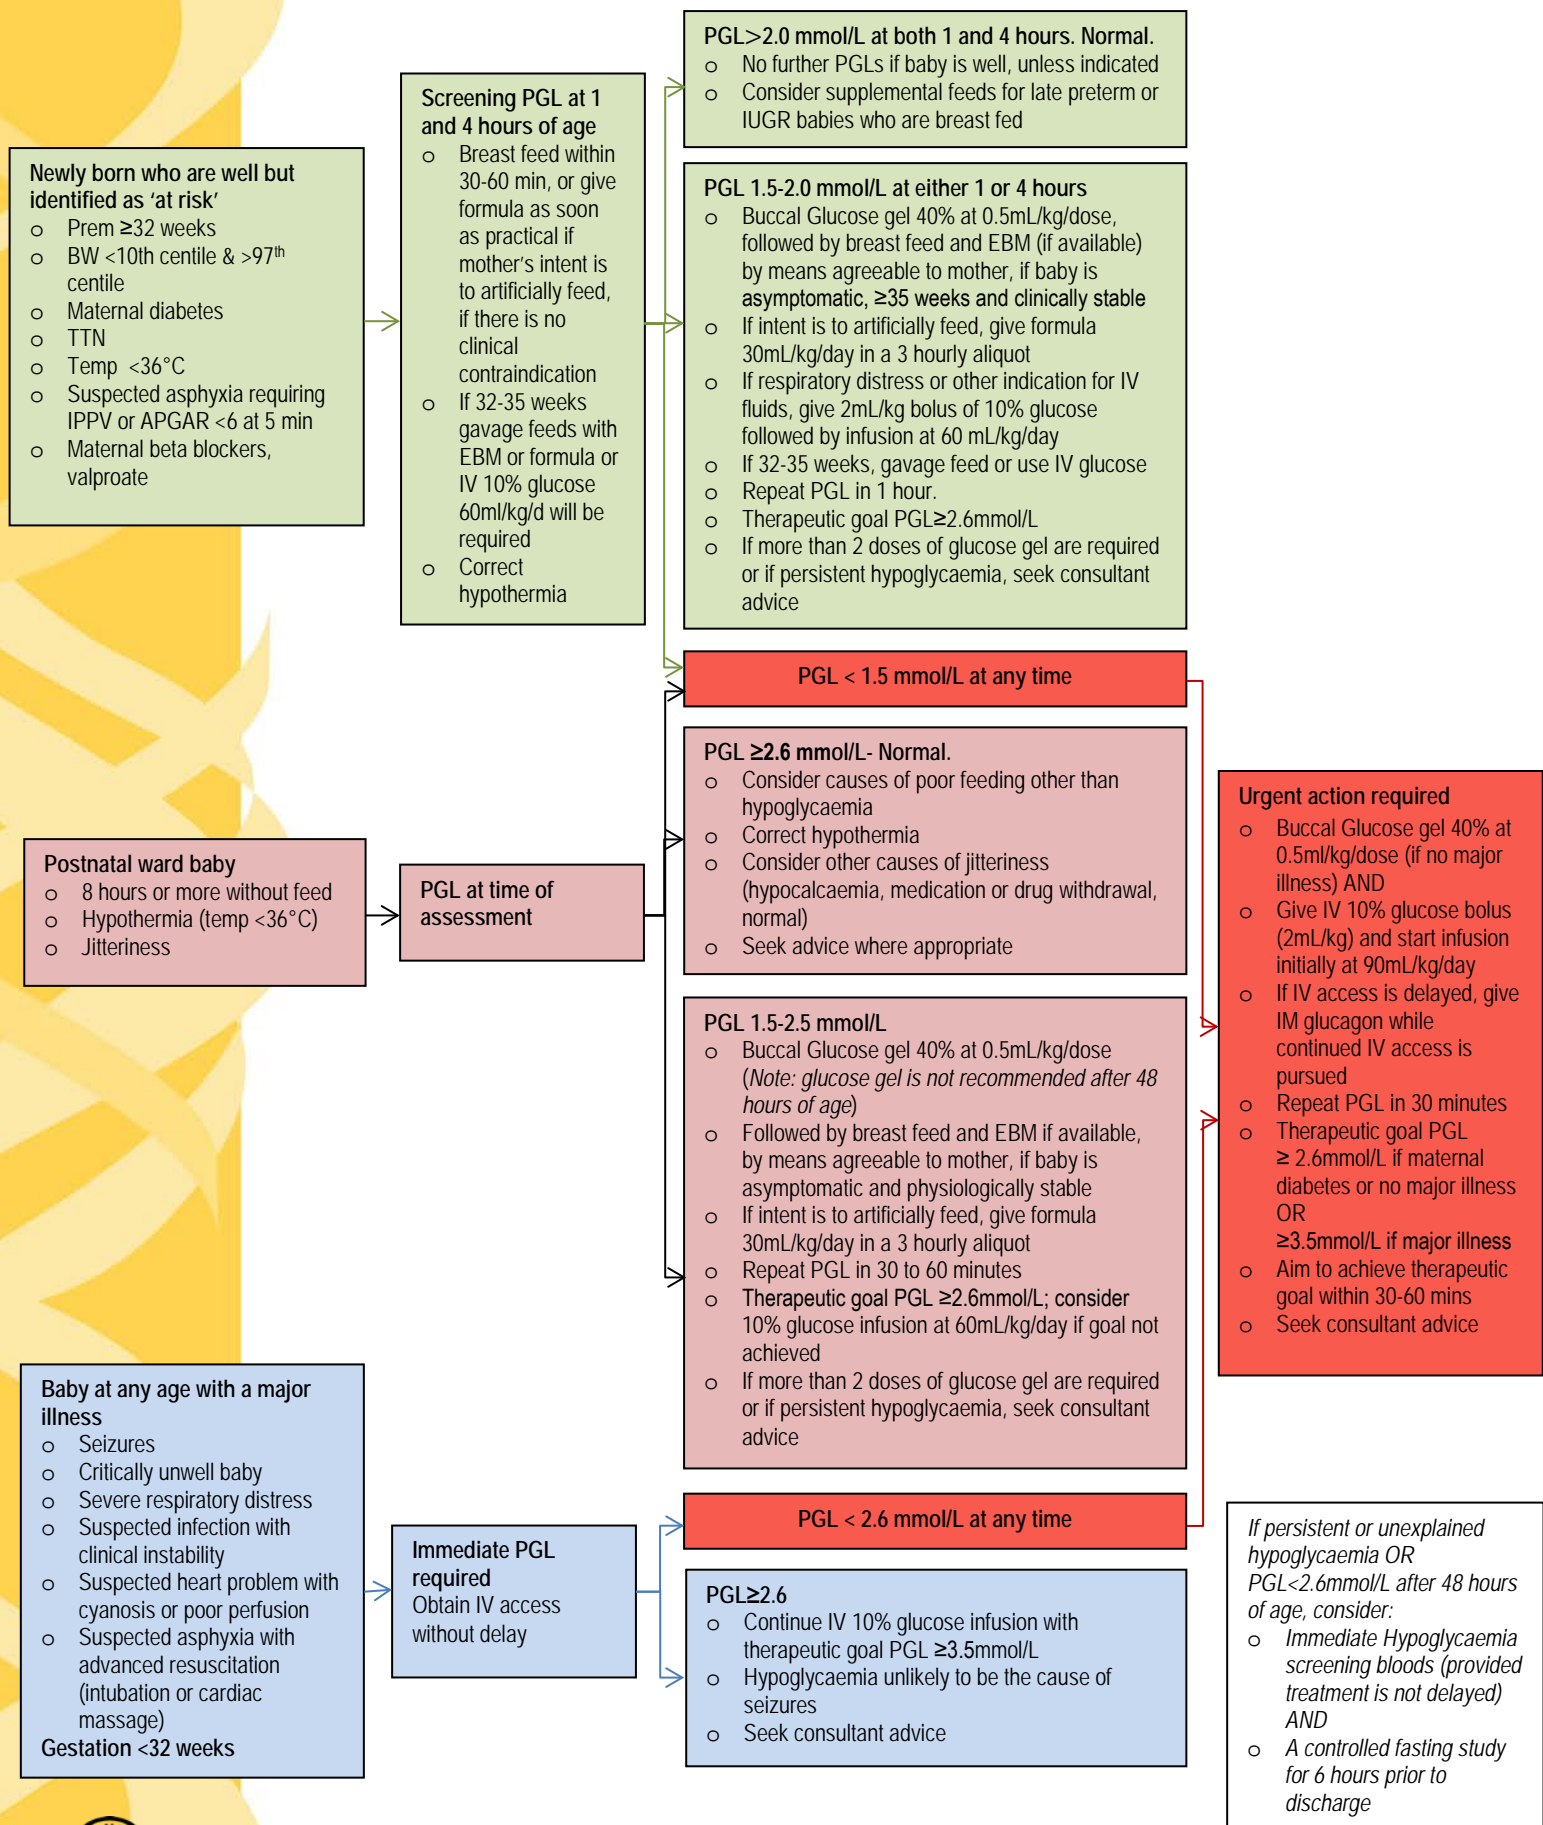 Newly born who are well but
identified as 'at risk'
o Prem ≥32 weeks
o BW <10th centile & >97th
centile
o Maternal diabetes
o TTN
o Temp <36°C
o Suspected asphyxia requiring
IPPV or APGAR <6 at 5 min
o Maternal beta blockers,
valproate
Screening PGL at 1
and 4 hours of age
o Breast feed within
30-60 min, or give
formula as soon
as practical if
mother's intent is
to artificially feed,
if there is no
clinical
contraindication
o If 32-35 weeks
gavage feeds with
EBM or formula or
IV 10% glucose
60ml/kg/d will be
required
o Correct
hypothermia
PGL>2.0 mmol/L at both 1 and 4 hours. Normal.
o No further PGLs if baby is well, unless indicated
o Consider supplemental feeds for late preterm or
IUGR babies who are breast fed
PGL 1.5-2.0 mmol/L at either 1 or 4 hours
o Buccal Glucose gel 40% at 0.5mL/kg/dose,
followed by breast feed and EBM (if available)
by means agreeable to mother, if baby is
asymptomatic, ≥35 weeks and clinically stable
o If intent is to artificially feed, give formula
30mL/kg/day in a 3 hourly aliquot
o If respiratory distress or other indication for IV
fluids, give 2mL/kg bolus of 10% glucose
followed by infusion at 60 mL/kg/day
o If 32-35 weeks, gavage feed or use IV glucose
o Repeat PGL in 1 hour.
o Therapeutic goal PGL≥2.6mmol/L
o If more than 2 doses of glucose gel are required
or if persistent hypoglycaemia, seek consultant
advice
PGL < 1.5 mmol/L at any time
Postnatal ward baby
o 8 hours or more without feed
o Hypothermia (temp <36°C)
o Jitteriness
PGL at time of
assessment
PGL ≥2.6 mmol/L- Normal.
o Consider causes of poor feeding other than
hypoglycaemia
o Correct hypothermia
o Consider other causes of jitteriness
(hypocalcaemia, medication or drug withdrawal,
normal)
o Seek advice where appropriate
PGL 1.5-2.5 mmol/L
o Buccal Glucose gel 40% at 0.5mL/kg/dose
(Note: glucose gel is not recommended after 48
hours of age)
o Followed by breast feed and EBM if available,
by means agreeable to mother, if baby is
asymptomatic and physiologically stable
o If intent is to artificially feed, give formula
30mL/kg/day in a 3 hourly aliquot
o Repeat PGL in 30 to 60 minutes
o Therapeutic goal PGL ≥2.6mmol/L; consider
10% glucose infusion at 60mL/kg/day if goal not
achieved
o If more than 2 doses of glucose gel are required
or if persistent hypoglycaemia, seek consultant
advice
Urgent action required
o Buccal Glucose gel 40% at
0.5ml/kg/dose (if no major
illness) AND
o Give IV 10% glucose bolus
(2mL/kg) and start infusion
initially at 90mL/kg/day
o If IV access is delayed, give
IM glucagon while
continued IV access is
pursued
o Repeat PGL in 30 minutes
o Therapeutic goal PGL
≥ 2.6mmol/L if maternal
diabetes or no major illness
OR
≥3.5mmol/L if major illness
o Aim to achieve therapeutic
goal within 30-60 mins
o Seek consultant advice
Baby at any age with a major
illness
o Seizures
o Critically unwell baby
o Severe respiratory distress
o Suspected infection with
clinical instability
o Suspected heart problem with
cyanosis or poor perfusion
o Suspected asphyxia with
advanced resuscitation
(intubation or cardiac
massage)
Gestation <32 weeks
Immediate PGL
required
Obtain IV access
without delay
PGL < 2.6 mmol/L at any time
PGL≥2.6
o Continue IV 10% glucose infusion with
therapeutic goal PGL ≥3.5mmol/L
o Hypoglycaemia unlikely to be the cause of
seizures
o Seek consultant advice
If persistent or unexplained
hypoglycaemia OR
PGL<2.6mmol/L after 48 hours
of age, consider:
o Immediate Hypoglycaemia
screening bloods (provided
treatment is not delayed)
AND
o A controlled fasting study
for 6 hours prior to
discharge